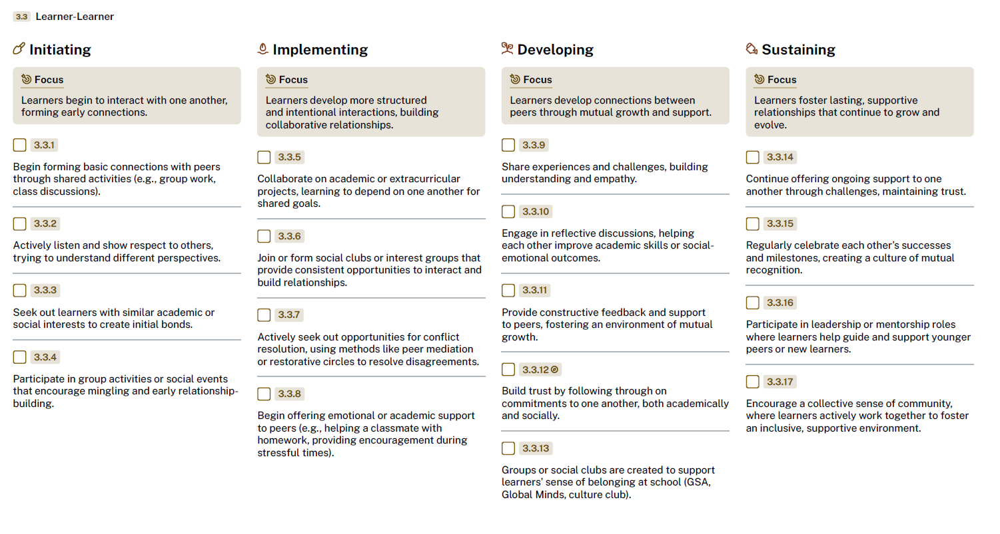 3.3 Learner-Learner
Initiating
Focus
Learners begin to interact with one another,
forming early connections.
3.3.1
Begin forming basic connections with peers
through shared activities (e.g., group work,
class discussions).
3.3.2
Actively listen and show respect to others,
trying to understand different perspectives.
3.3.3
Seek out learners with similar academic or
social interests to create initial bonds.
3.3.4
Participate in group activities or social events
that encourage mingling and early relationship-
building.
Implementing
Focus
Learners develop more structured
and intentional interactions, building
collaborative relationships.
3.3.5
Collaborate on academic or extracurricular
projects, learning to depend on one another for
shared goals.
3.3.6
Join or form social clubs or interest groups that
provide consistent opportunities to interact and
build relationships.
3.3.7
Actively seek out opportunities for conflict
resolution, using methods like peer mediation
or restorative circles to resolve disagreements.
3.3.8
Begin offering emotional or academic support
to peers (e.g., helping a classmate with
homework, providing encouragement during
stressful times).
Developing
Focus
Learners develop connections between
peers through mutual growth and support.
3.3.9
Share experiences and challenges, building
understanding and empathy.
3.3.10
Engage in reflective discussions, helping
each other improve academic skills or social-
emotional outcomes.
3.3.11
Provide constructive feedback and support
to peers, fostering an environment of mutual
growth.
3.3.12
Build trust by following through on
commitments to one another, both academically
and socially.
3.3.13
Groups or social clubs are created to support
learners’ sense of belonging at school (GSA,
Global Minds, culture club).
Sustaining
Focus
Learners foster lasting, supportive
relationships that continue to grow and
evolve.
3.3.14
Continue offering ongoing support to one
another through challenges, maintaining trust.
3.3.15
Regularly celebrate each other’s successes
and milestones, creating a culture of mutual
recognition.
3.3.16
Participate in leadership or mentorship roles
where learners help guide and support younger
peers or new learners.
3.3.17
Encourage a collective sense of community,
where learners actively work together to foster
an inclusive, supportive environment.